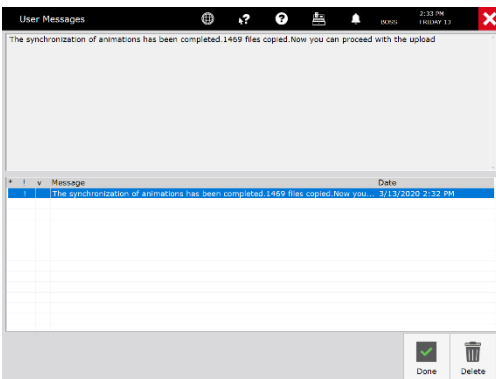 User Messages
BOSS
2:33 PM
FRIDAY 13
The synchronization of animations has been completed.1469 files copied.Now you can proceed with the upload
* ! v Message Date
! The synchronization of animations has been completed.1469 files copied.Now you... 3/13/2020 2:32 PM
Done Delete